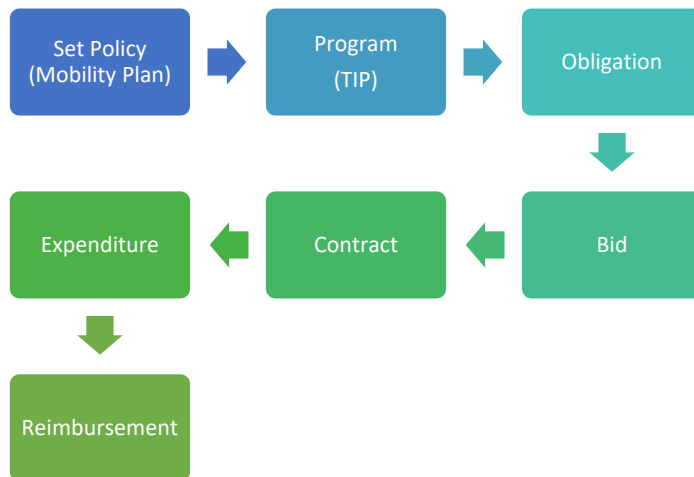 Set Policy
(Mobility Plan)
Program
(TIP)
Obligation
Bid
Contract
Expenditure
Reimbursement